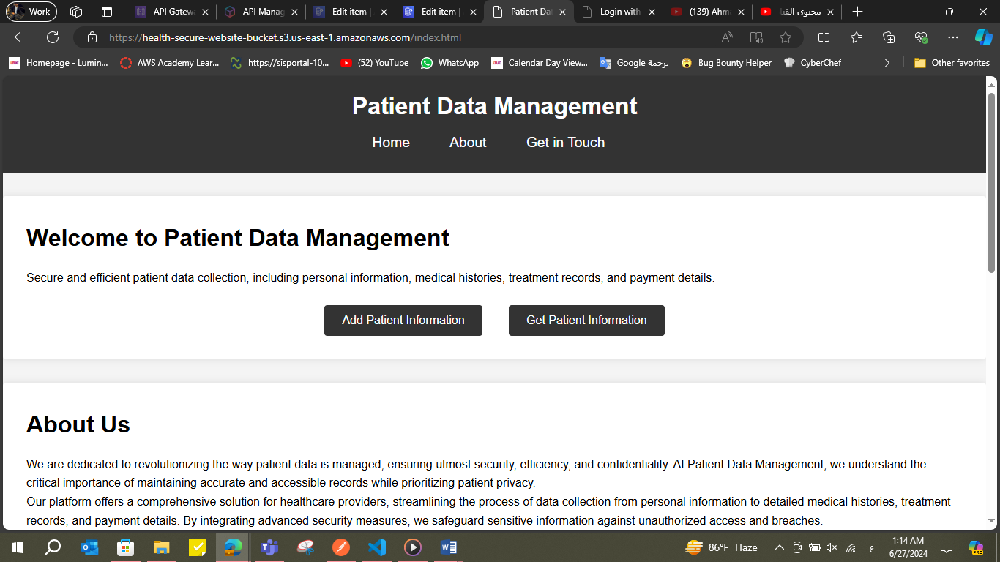 Work
API Gatew
API Manag
Edit item |
Edit item |
Patient Da
Login with
(139) Ahm
محتوى القنا
https://health-secure-website-bucket.s3.us-east-1.amazonaws.com/index.html
Homepage - Lumin...
AWS Academy Lear...
https://sisportal-10...
(52) YouTube
WhatsApp
LTUC Calendar Day View...
Google ترجمة
Bug Bounty Helper
CyberChef
Other favorites
Patient Data Management
Home About Get in Touch
Welcome to Patient Data Management
Secure and efficient patient data collection, including personal information, medical histories, treatment records, and payment details.
Add Patient Information Get Patient Information
About Us
We are dedicated to revolutionizing the way patient data is managed, ensuring utmost security, efficiency, and confidentiality. At Patient Data Management, we understand the
critical importance of maintaining accurate and accessible records while prioritizing patient privacy.
Our platform offers a comprehensive solution for healthcare providers, streamlining the process of data collection from personal information to detailed medical histories, treatment
records, and payment details. By integrating advanced security measures, we safeguard sensitive information against unauthorized access and breaches.
86°F Haze
ع
1:14 AM
6/27/2024
PRE